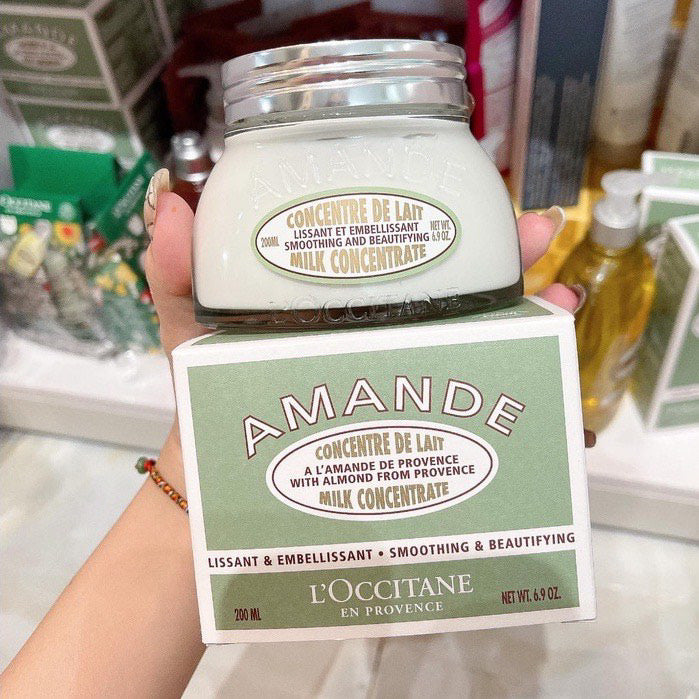 AMANDE
CONCENTRE DE LAIT
LISSANT ET EMBELLISSANT
200ML
SMOOTHING AND BEAUTIFYING
NET WT.
6.9 OZ.
MILK CONCENTRATE
L'OCCITANE
AMANDE
CONCENTRE DE LAIT
A L'AMANDE DE PROVENCE
WITH ALMOND FROM PROVENCE
MILK CONCENTRATE
LISSANT & EMBELLISSANT • SMOOTHING & BEAUTIFYING
L'OCCITANE
EN PROVENCE
200 ML
NET WT. 6.9 OZ.